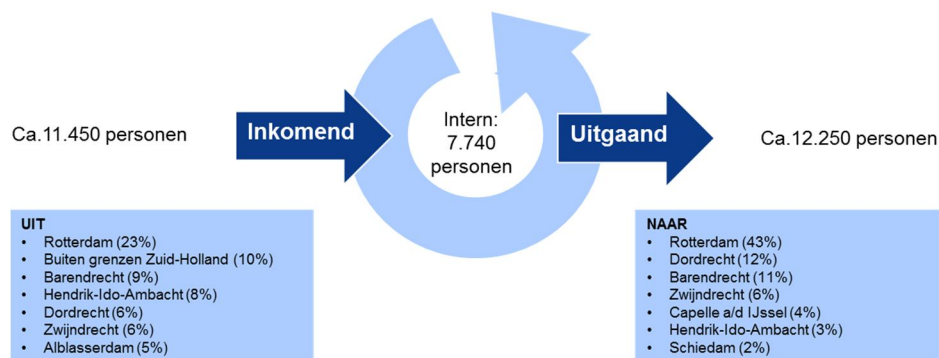 Ca.11.450 personen
Inkomend
Intern:
7.740
personen
Uitgaand
Ca.12.250 personen
UIT
• Rotterdam (23%)
• Buiten grenzen Zuid-Holland (10%)
• Barendrecht (9%)
• Hendrik-Ido-Ambacht (8%)
• Dordrecht (6%)
• Zwijndrecht (6%)
• Alblasserdam (5%)
NAAR
• Rotterdam (43%)
• Dordrecht (12%)
• Barendrecht (11%)
• Zwijndrecht (6%)
• Capelle a/d IJssel (4%)
• Hendrik-Ido-Ambacht (3%)
• Schiedam (2%)